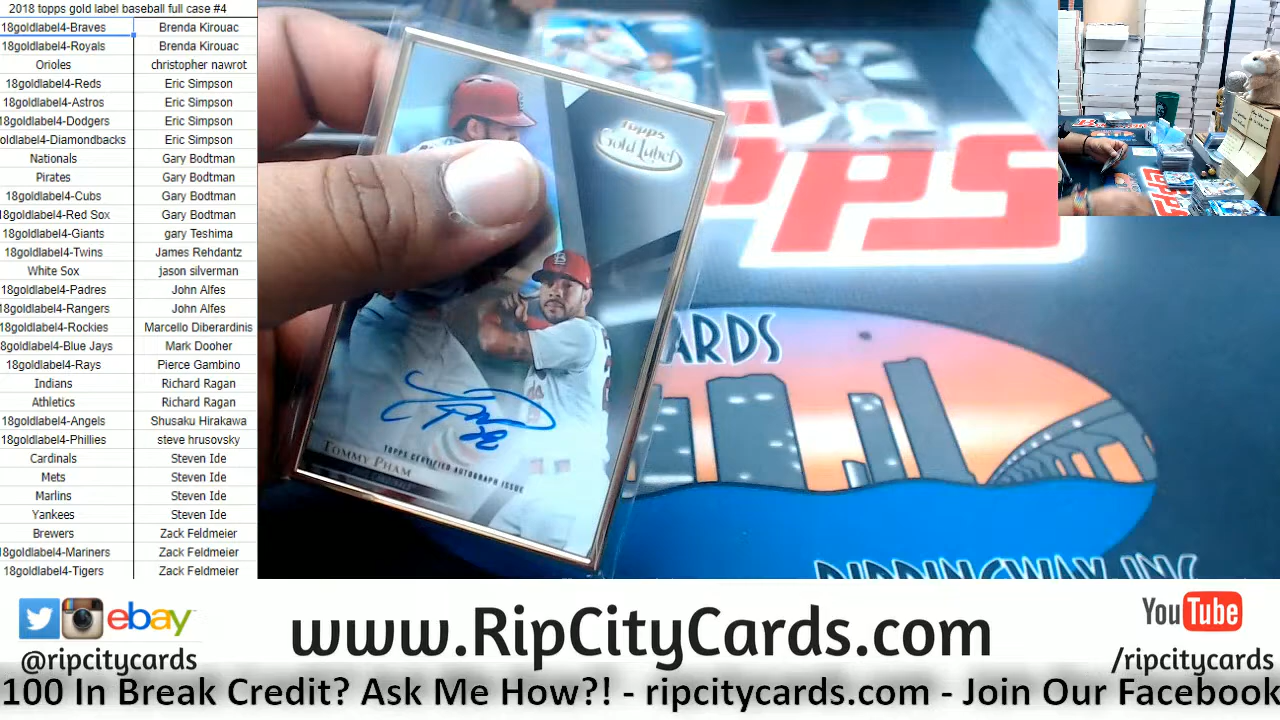 2018 topps gold label baseball full case #4
18goldlabel4-Braves Brenda Kirouac
18goldlabel4-Royals Brenda Kirouac
Orioles christopher nawrot
18goldlabel4-Reds Eric Simpson
18goldlabel4-Astros Eric Simpson
18goldlabel4-Dodgers Eric Simpson
oldlabel4-Diamondbacks Eric Simpson
Nationals Gary Bodtman
Pirates Gary Bodtman
18goldlabel4-Cubs Gary Bodtman
8goldlabel4-Red Sox Gary Bodtman
18goldlabel4-Giants gary Teshima
18goldlabel4-Twins James Rehdantz
White Sox jason silverman
18goldlabel4-Padres John Alfes
18goldlabel4-Rangers John Alfes
18goldlabel4-Rockies Marcello Diberardinis
8goldlabel4-Blue Jays Mark Dooher
18goldlabel4-Rays Pierce Gambino
Indians Richard Ragan
Athletics Richard Ragan
18goldlabel4-Angels Shusaku Hirakawa
18goldlabel4-Phillies steve hrusovsky
Cardinals Steven Ide
Mets Steven Ide
Marlins Steven Ide
Yankees Steven Ide
Brewers Zack Feldmeier
18goldlabel4-Mariners Zack Feldmeier
18goldlabel4-Tigers Zack Feldmeier
Topps
Gold Label
TOPPS CERTIFIED AUTOGRAPH ISSUE
TOMMY PHAM
OPPS
ARDS
RIPPINGWAY, INC
ebay
@ripcitycards
www.RipCityCards.com
YouTube
/ripcitycards
100 In Break Credit? Ask Me How?! - ripcitycards.com - Join Our Facebook